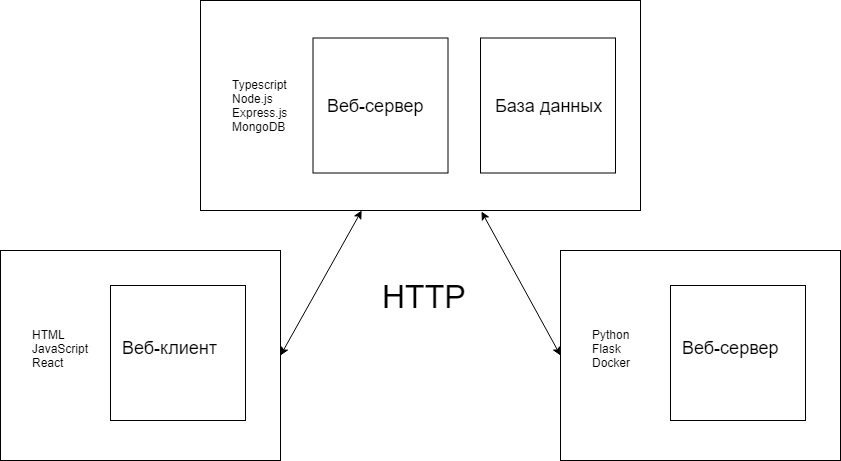 Typescript
Node.js
Express.js
MongoDB
Веб-сервер
База данных
HTTP
HTML
JavaScript
React
Веб-клиент
Python
Flask
Docker
Веб-сервер